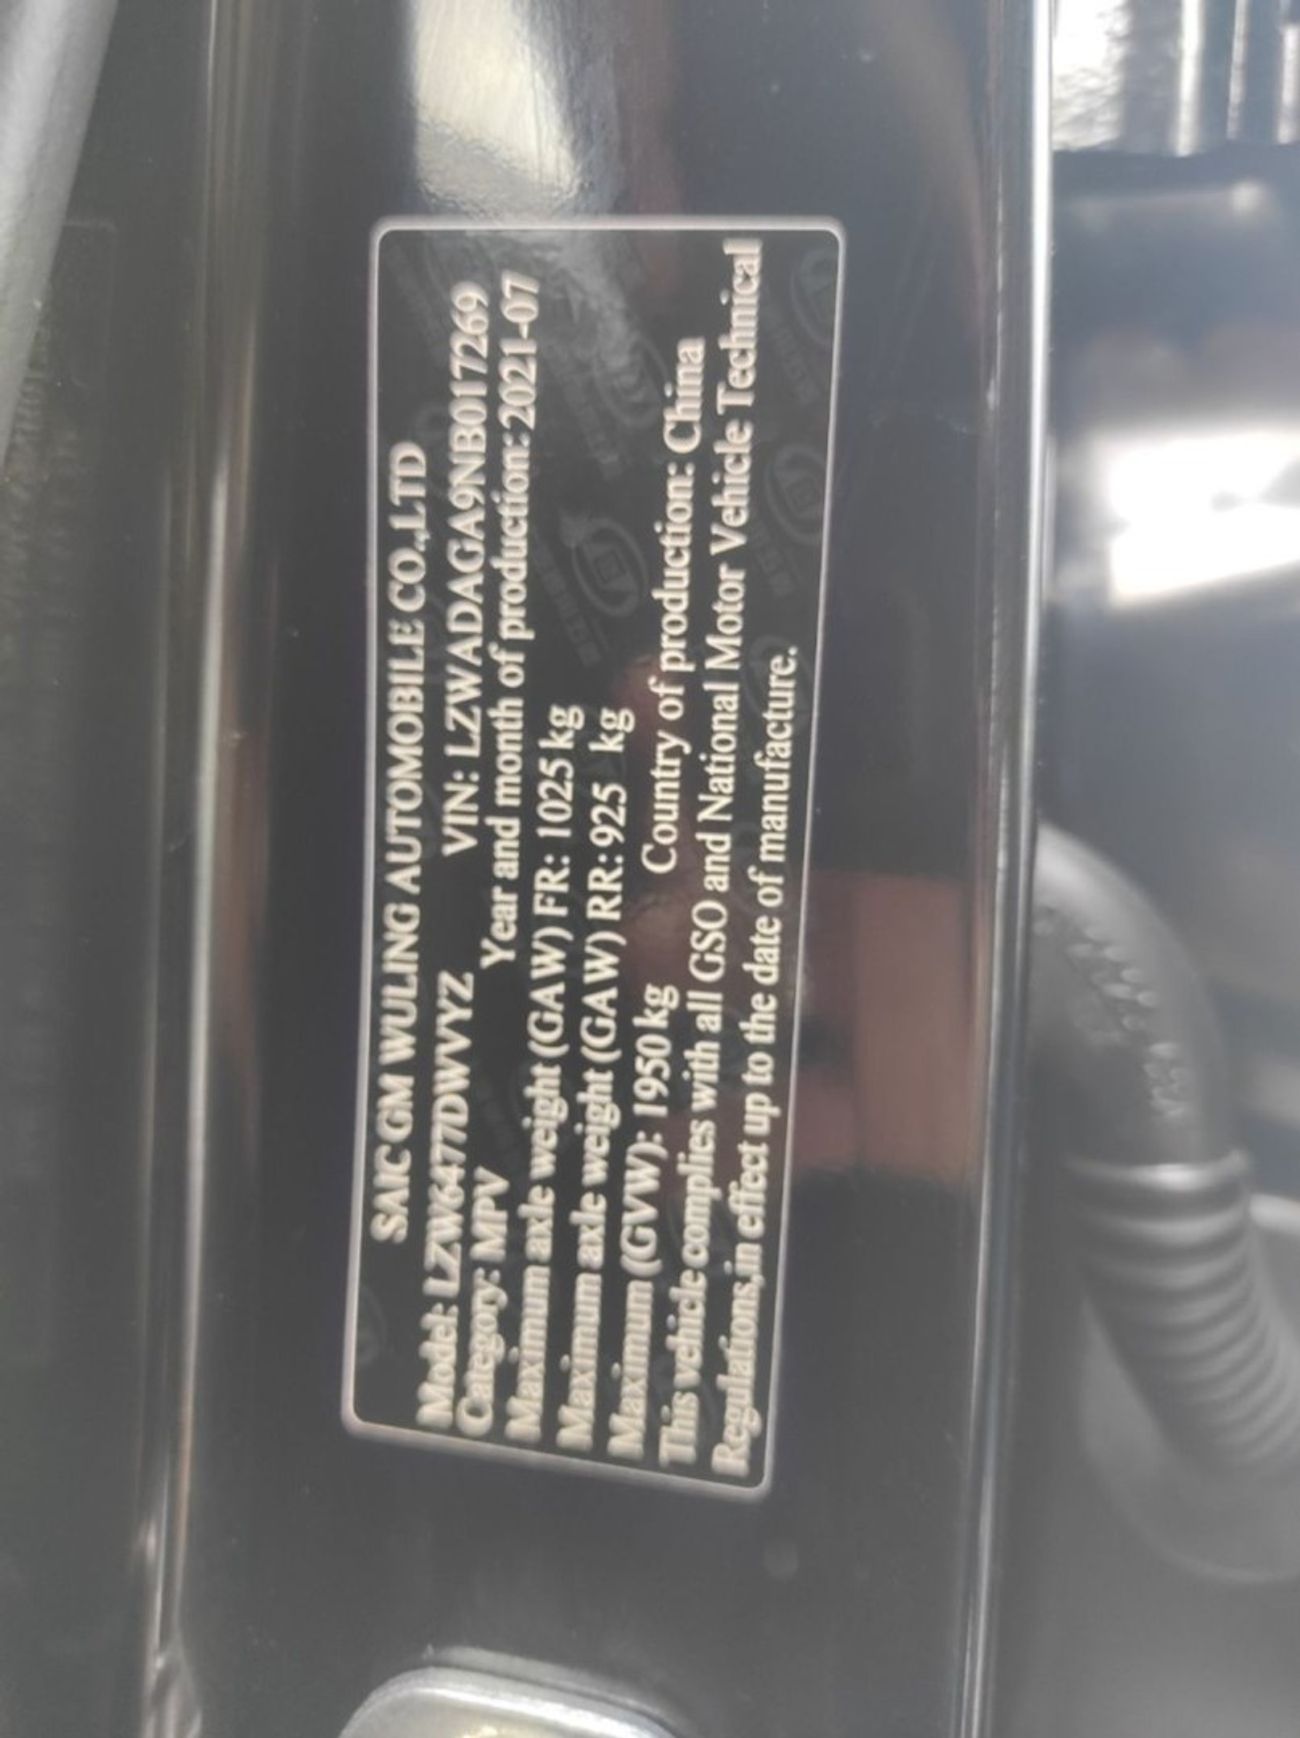 SAIC GM WULING AUTOMOBILE CO.,LTD
Model: LZW6477DWVYZ VIN: LZWADAGA9NB017269
Category: MPV Year and month of production: 2021-07
Maximum axle weight (GAW) FR: 1025 kg
Maximum axle weight (GAW) RR: 925 kg
Maximum (GVW): 1950 kg Country of production: China
This vehicle complies with all GSO and National Motor Vehicle Technical
Regulations,in effect up to the date of manufacture.